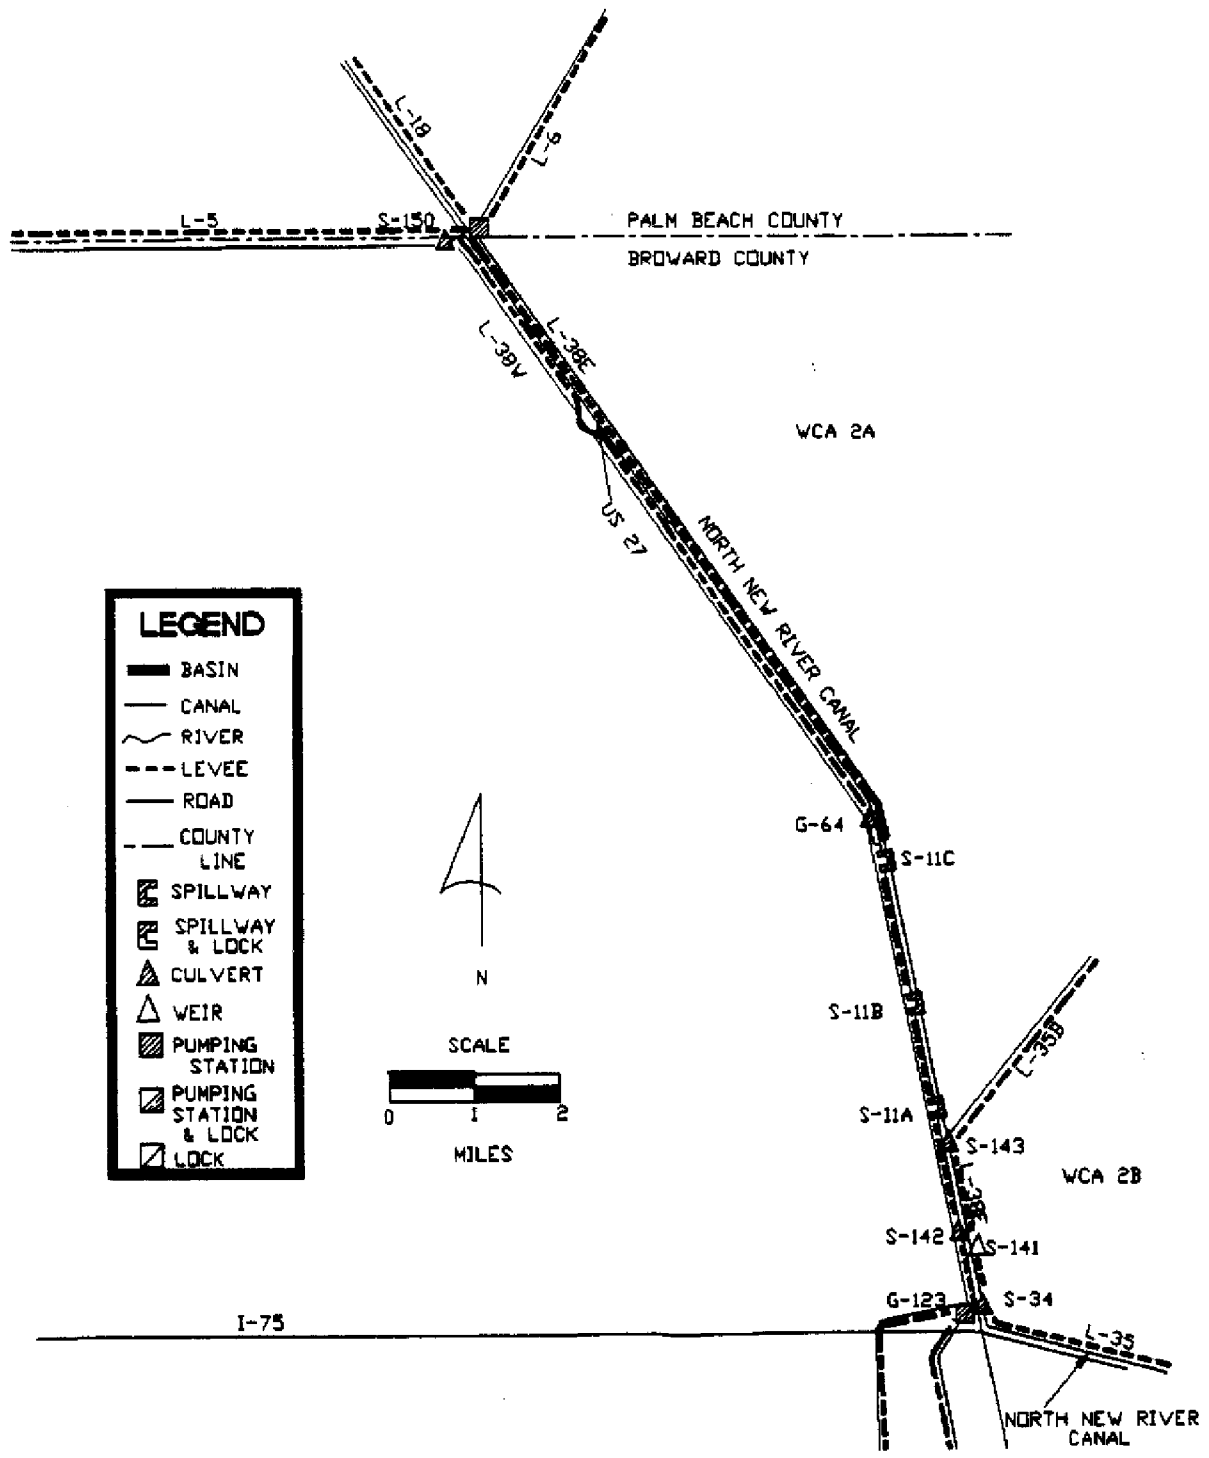 L-18
L-6
L-5
S-150
PALM BEACH COUNTY
BROWARD COUNTY
L-38W
L-38E
WCA 2A
US 27
NORTH NEW RIVER CANAL
LEGEND
BASIN
CANAL
RIVER
LEVEE
ROAD
COUNTY
LINE
SPILLWAY
SPILLWAY
& LOCK
CULVERT
WEIR
PUMPING
STATION
PUMPING
STATION
& LOCK
LOCK
N
SCALE
0 1 2
MILES
G-64
S-11C
S-11B
L-35B
S-11A
S-143
WCA 2B
L-38E
S-142
S-141
G-123
S-34
I-75
L-35
NORTH NEW RIVER
CANAL